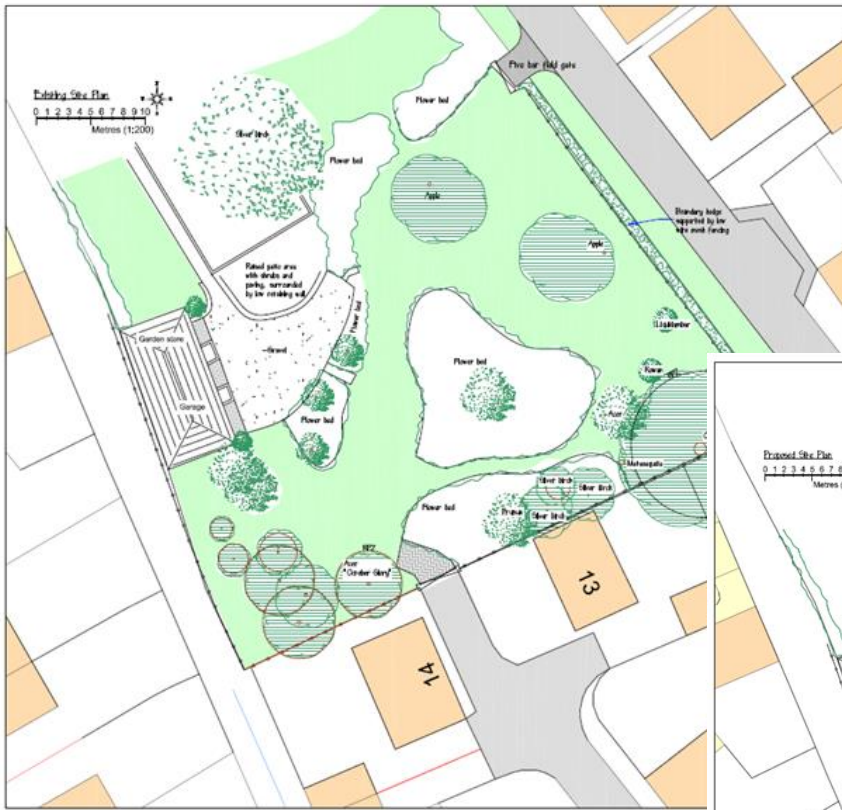 Existing Site Plan
0 1 2 3 4 5 6 7 8 9 10
Metres (1:200)
Five bar field gate
Silver birch
Flower bed
Flower bed
Apple
Apple
Boundary hedge
supported by low
wire mesh fencing
Raised patio area
with shrubs and
paving, surrounded
by low retaining wall
Flower bed
Gravel
Garden store
Garage
Flower bed
Flower bed
Liquidamber
Rowan
Acer
Metasequoia
Flower bed
Silver birch
Silver birch
Silver birch
Prunus
Acer
"October Glory"
13
14
Proposed Site Plan
0 1 2 3 4 5 6 7 8
Metres